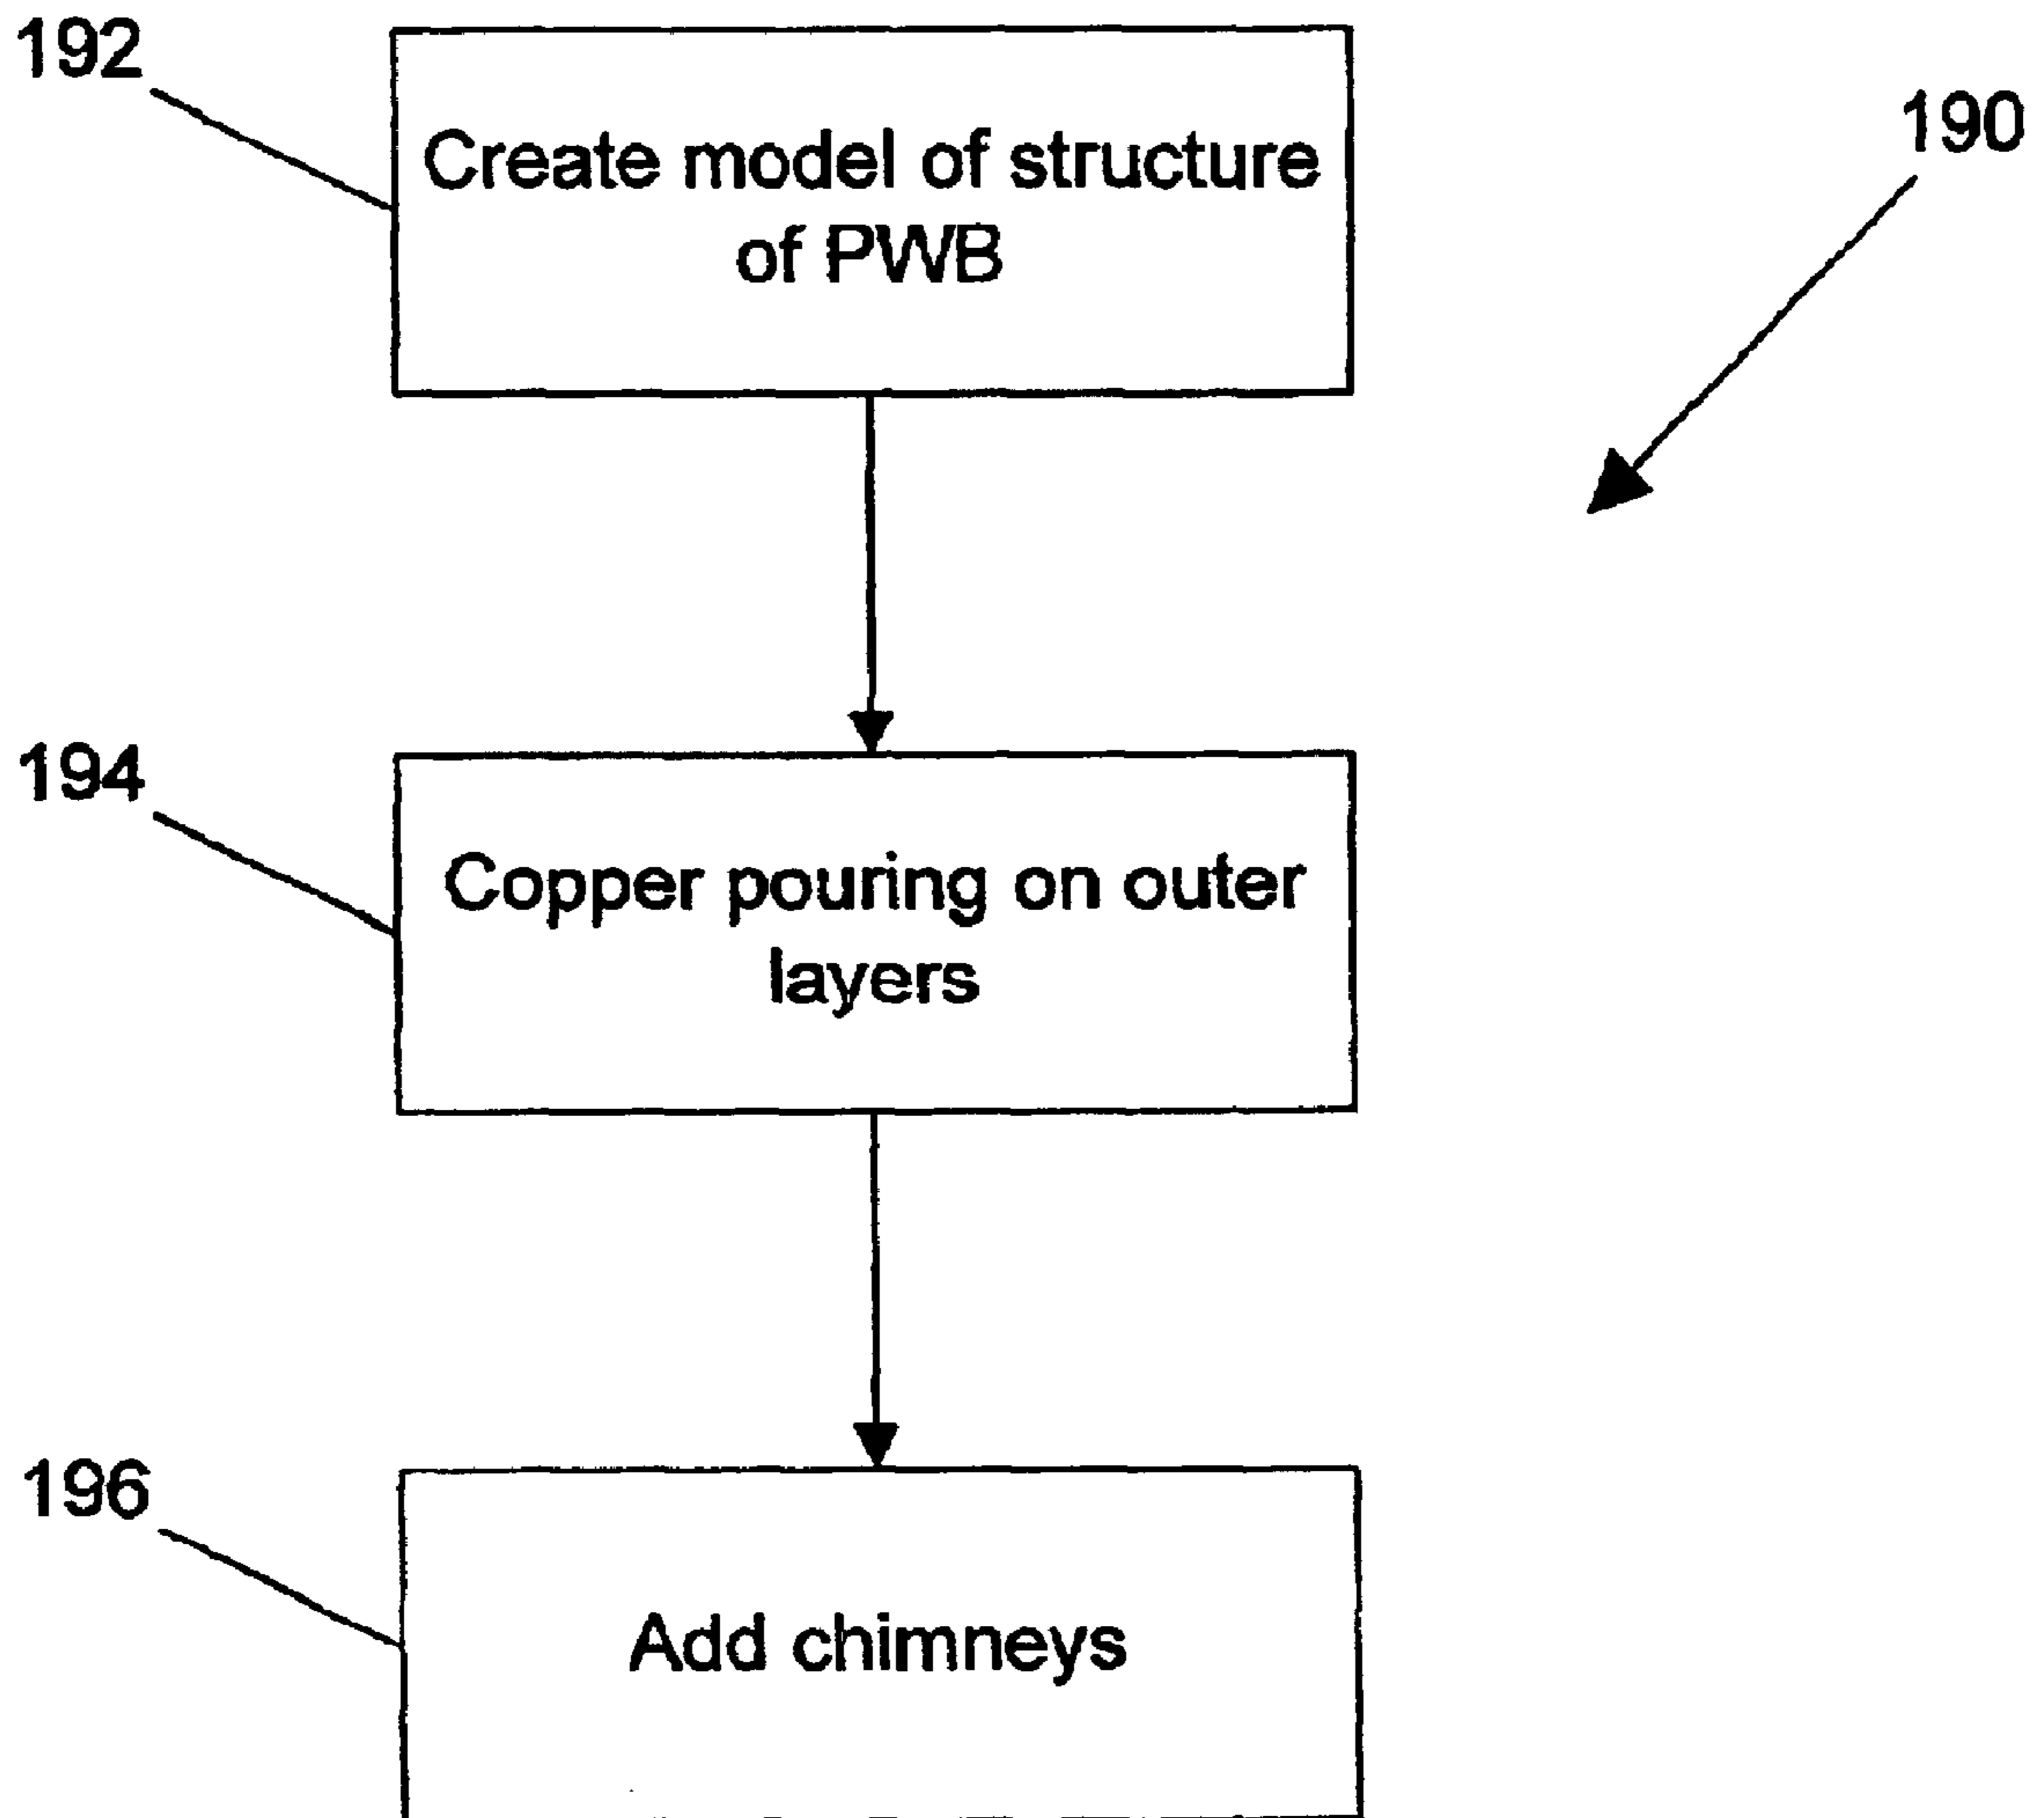 192
190
Create model of structure
of PWB
194
Copper pouring on outer
layers
196
Add chimneys